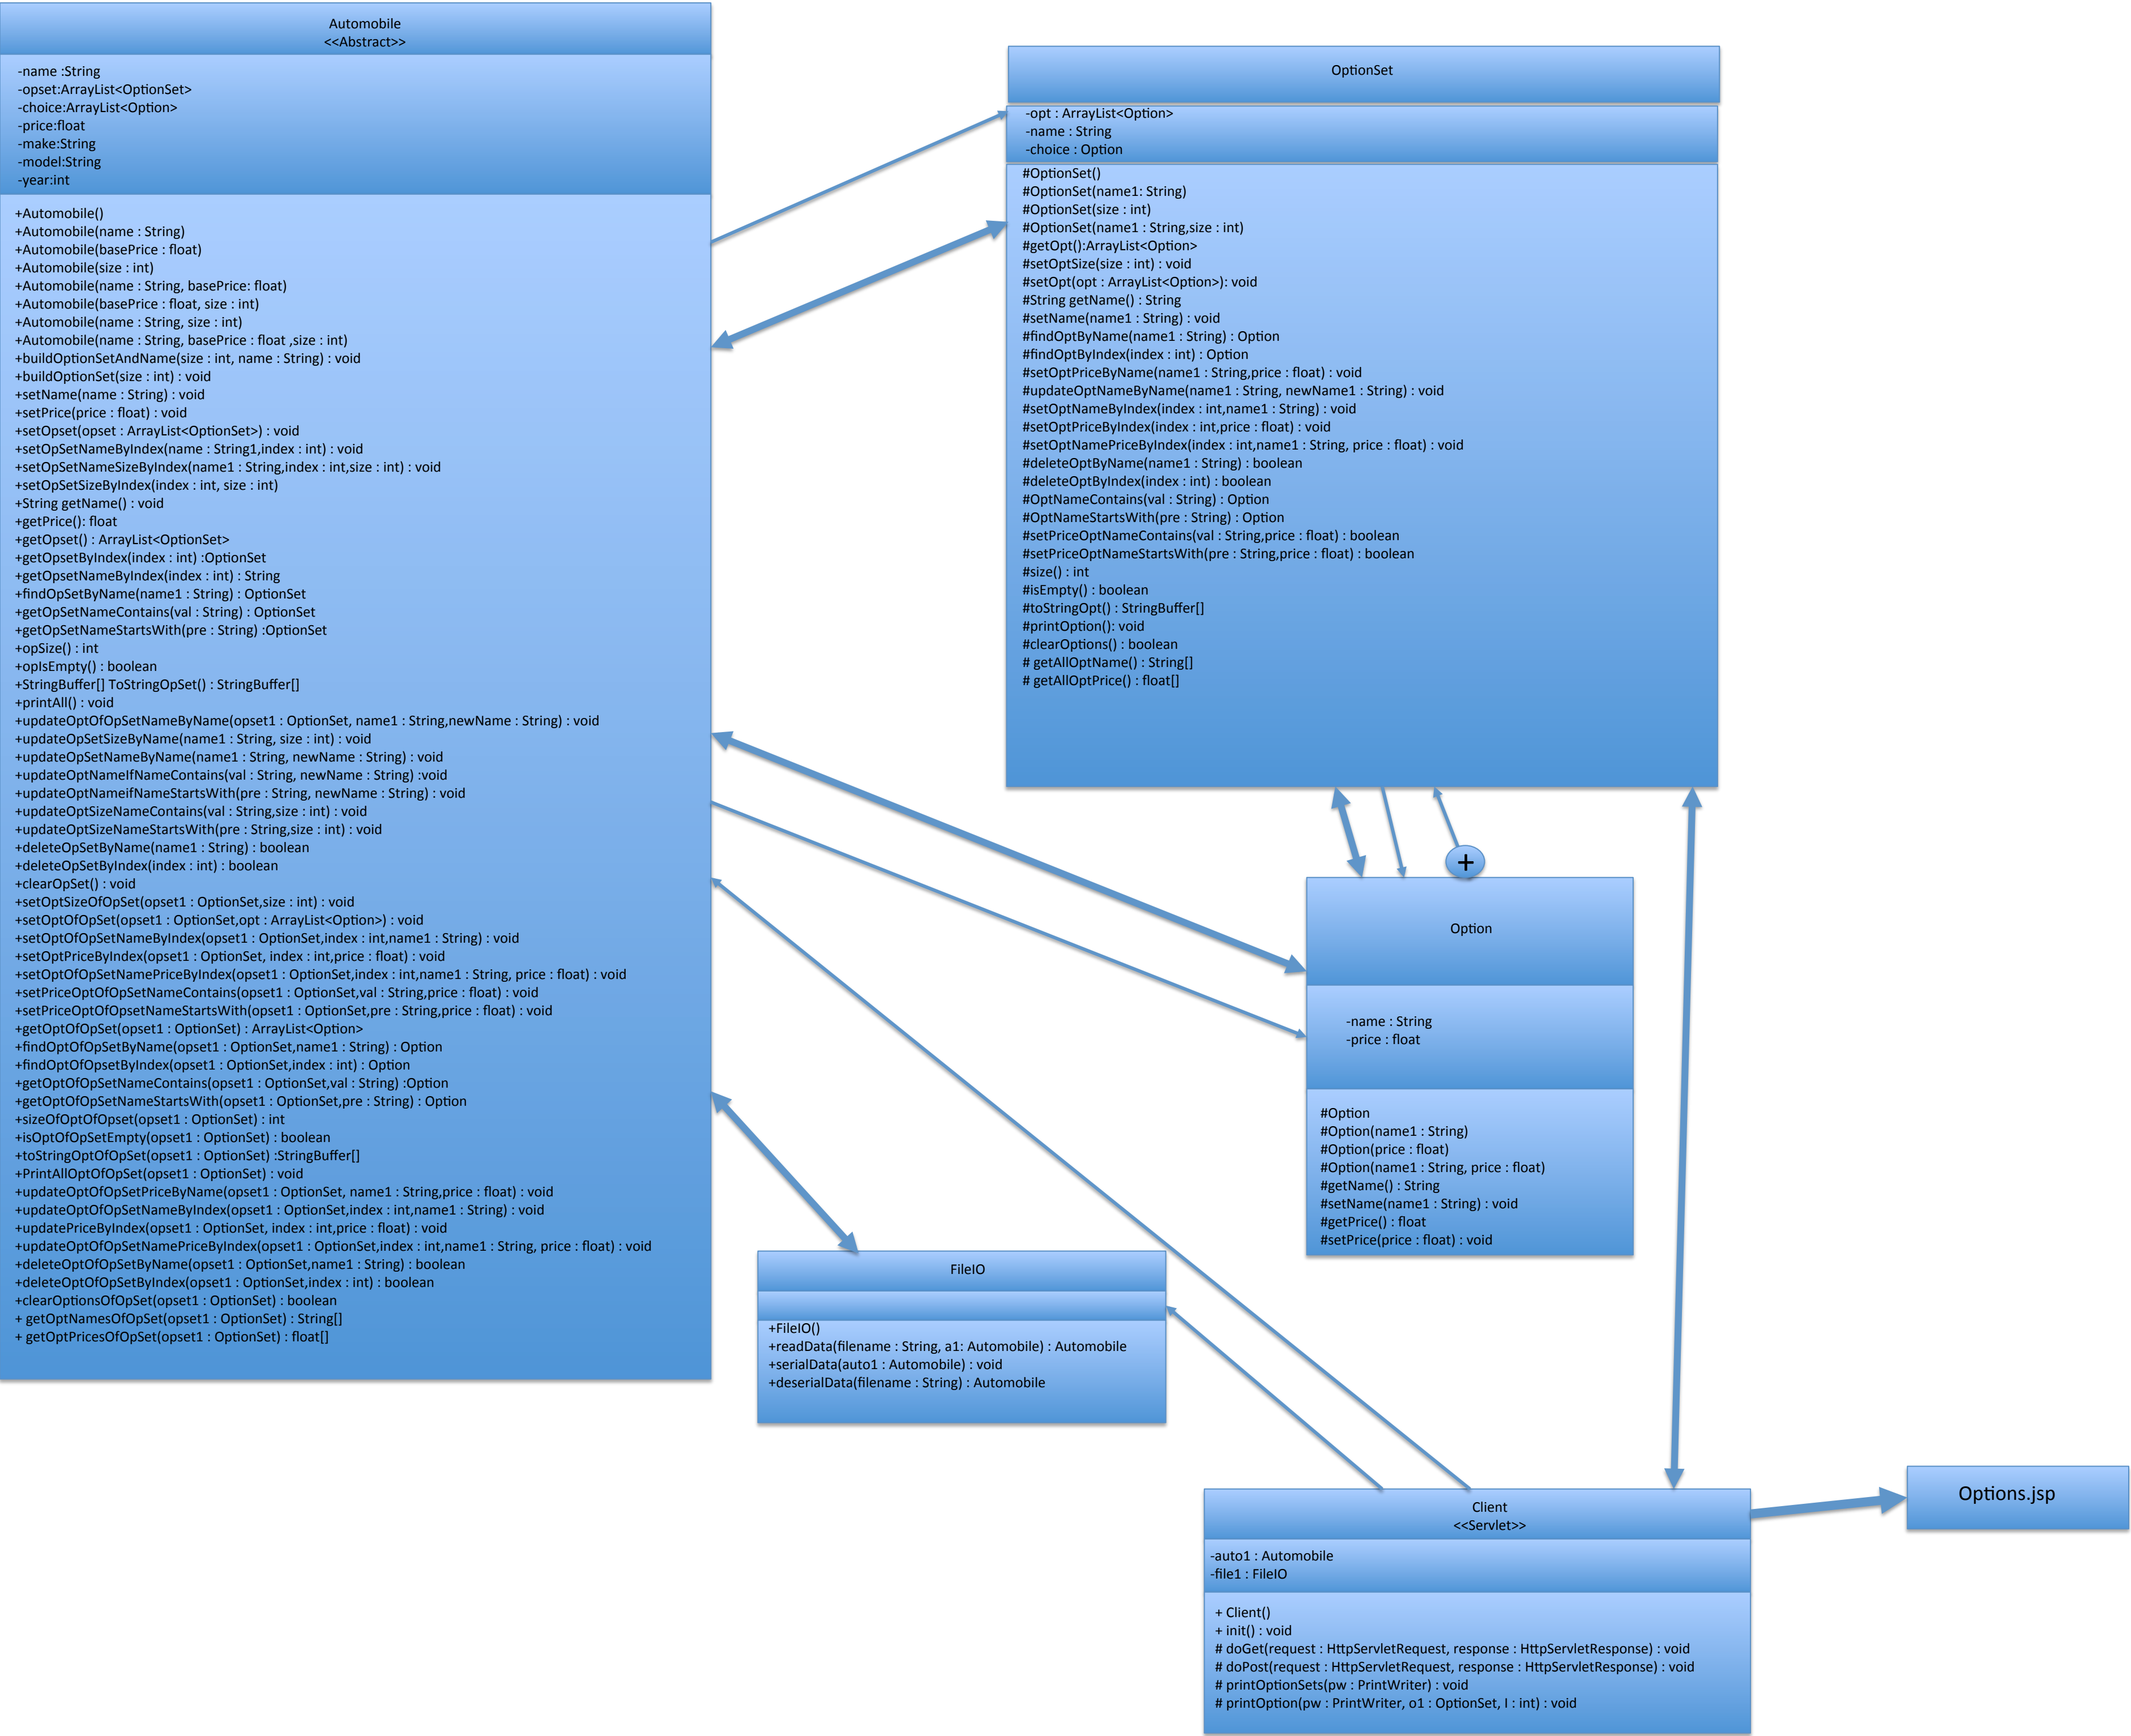 Automobile
<<Abstract>>
-name :String
-opset:ArrayList<OptionSet>
-choice:ArrayList<Option>
-price:float
-make:String
-model:String
-year:int
+Automobile()
+Automobile(name : String)
+Automobile(basePrice : float)
+Automobile(size : int)
+Automobile(name : String, basePrice: float)
+Automobile(basePrice : float, size : int)
+Automobile(name : String, size : int)
+Automobile(name : String, basePrice : float ,size : int)
+buildOptionSetAndName(size : int, name : String) : void
+buildOptionSet(size : int) : void
+setName(name : String) : void
+setPrice(price : float) : void
+setOpset(opset : ArrayList<OptionSet>) : void
+setOpSetNameByIndex(name : String1,index : int) : void
+setOpSetNameSizeByIndex(name1 : String,index : int,size : int) : void
+setOpSetSizeByIndex(index : int, size : int)
+String getName() : void
+getPrice(): float
+getOpset() : ArrayList<OptionSet>
+getOpsetByIndex(index : int) :OptionSet
+getOpsetNameByIndex(index : int) : String
+findOpSetByName(name1 : String) : OptionSet
+getOpSetNameContains(val : String) : OptionSet
+getOpSetNameStartsWith(pre : String) :OptionSet
+opSize() : int
+opIsEmpty() : boolean
+StringBuffer[] ToStringOpSet() : StringBuffer[]
+printAll() : void
+updateOptOfOpSetNameByName(opset1 : OptionSet, name1 : String,newName : String) : void
+updateOpSetSizeByName(name1 : String, size : int) : void
+updateOpSetNameByName(name1 : String, newName : String) : void
+updateOptNameIfNameContains(val : String, newName : String) :void
+updateOptNameifNameStartsWith(pre : String, newName : String) : void
+updateOptSizeNameContains(val : String,size : int) : void
+updateOptSizeNameStartsWith(pre : String,size : int) : void
+deleteOpSetByName(name1 : String) : boolean
+deleteOpSetByIndex(index : int) : boolean
+clearOpSet() : void
+setOptSizeOfOpSet(opset1 : OptionSet,size : int) : void
+setOptOfOpSet(opset1 : OptionSet,opt : ArrayList<Option>) : void
+setOptOfOpSetNameByIndex(opset1 : OptionSet,index : int,name1 : String) : void
+setOptPriceByIndex(opset1 : OptionSet, index : int,price : float) : void
+setOptOfOpSetNamePriceByIndex(opset1 : OptionSet,index : int,name1 : String, price : float) : void
+setPriceOptOfOpSetNameContains(opset1 : OptionSet,val : String,price : float) : void
+setPriceOptOfOpsetNameStartsWith(opset1 : OptionSet,pre : String,price : float) : void
+getOptOfOpSet(opset1 : OptionSet) : ArrayList<Option>
+findOptOfOpSetByName(opset1 : OptionSet,name1 : String) : Option
+findOptOfOpsetByIndex(opset1 : OptionSet,index : int) : Option
+getOptOfOpSetNameContains(opset1 : OptionSet,val : String) :Option
+getOptOfOpSetNameStartsWith(opset1 : OptionSet,pre : String) : Option
+sizeOfOptOfOpset(opset1 : OptionSet) : int
+isOptOfOpSetEmpty(opset1 : OptionSet) : boolean
+toStringOptOfOpSet(opset1 : OptionSet) :StringBuffer[]
+PrintAllOptOfOpSet(opset1 : OptionSet) : void
+updateOptOfOpSetPriceByName(opset1 : OptionSet, name1 : String,price : float) : void
+updateOptOfOpSetNameByIndex(opset1 : OptionSet,index : int,name1 : String) : void
+updatePriceByIndex(opset1 : OptionSet, index : int,price : float) : void
+updateOptOfOpSetNamePriceByIndex(opset1 : OptionSet,index : int,name1 : String, price : float) : void
+deleteOptOfOpSetByName(opset1 : OptionSet,name1 : String) : boolean
+deleteOptOfOpSetByIndex(opset1 : OptionSet,index : int) : boolean
+clearOptionsOfOpSet(opset1 : OptionSet) : boolean
+ getOptNamesOfOpSet(opset1 : OptionSet) : String[]
+ getOptPricesOfOpSet(opset1 : OptionSet) : float[]
OptionSet
-opt : ArrayList<Option>
-name : String
-choice : Option
#OptionSet()
#OptionSet(name1: String)
#OptionSet(size : int)
#OptionSet(name1 : String,size : int)
#getOpt():ArrayList<Option>
#setOptSize(size : int) : void
#setOpt(opt : ArrayList<Option>): void
#String getName() : String
#setName(name1 : String) : void
#findOptByName(name1 : String) : Option
#findOptByIndex(index : int) : Option
#setOptPriceByName(name1 : String,price : float) : void
#updateOptNameByName(name1 : String, newName1 : String) : void
#setOptNameByIndex(index : int,name1 : String) : void
#setOptPriceByIndex(index : int,price : float) : void
#setOptNamePriceByIndex(index : int,name1 : String, price : float) : void
#deleteOptByName(name1 : String) : boolean
#deleteOptByIndex(index : int) : boolean
#OptNameContains(val : String) : Option
#OptNameStartsWith(pre : String) : Option
#setPriceOptNameContains(val : String,price : float) : boolean
#setPriceOptNameStartsWith(pre : String,price : float) : boolean
#size() : int
#isEmpty() : boolean
#toStringOpt() : StringBuffer[]
#printOption(): void
#clearOptions() : boolean
# getAllOptName() : String[]
# getAllOptPrice() : float[]
+
Option
-name : String
-price : float
#Option
#Option(name1 : String)
#Option(price : float)
#Option(name1 : String, price : float)
#getName() : String
#setName(name1 : String) : void
#getPrice() : float
#setPrice(price : float) : void
FileIO
+FileIO()
+readData(filename : String, a1: Automobile) : Automobile
+serialData(auto1 : Automobile) : void
+deserialData(filename : String) : Automobile
Client
<<Servlet>>
-auto1 : Automobile
-file1 : FileIO
+ Client()
+ init() : void
# doGet(request : HttpServletRequest, response : HttpServletResponse) : void
# doPost(request : HttpServletRequest, response : HttpServletResponse) : void
# printOptionSets(pw : PrintWriter) : void
# printOption(pw : PrintWriter, o1 : OptionSet, I : int) : void
Options.jsp